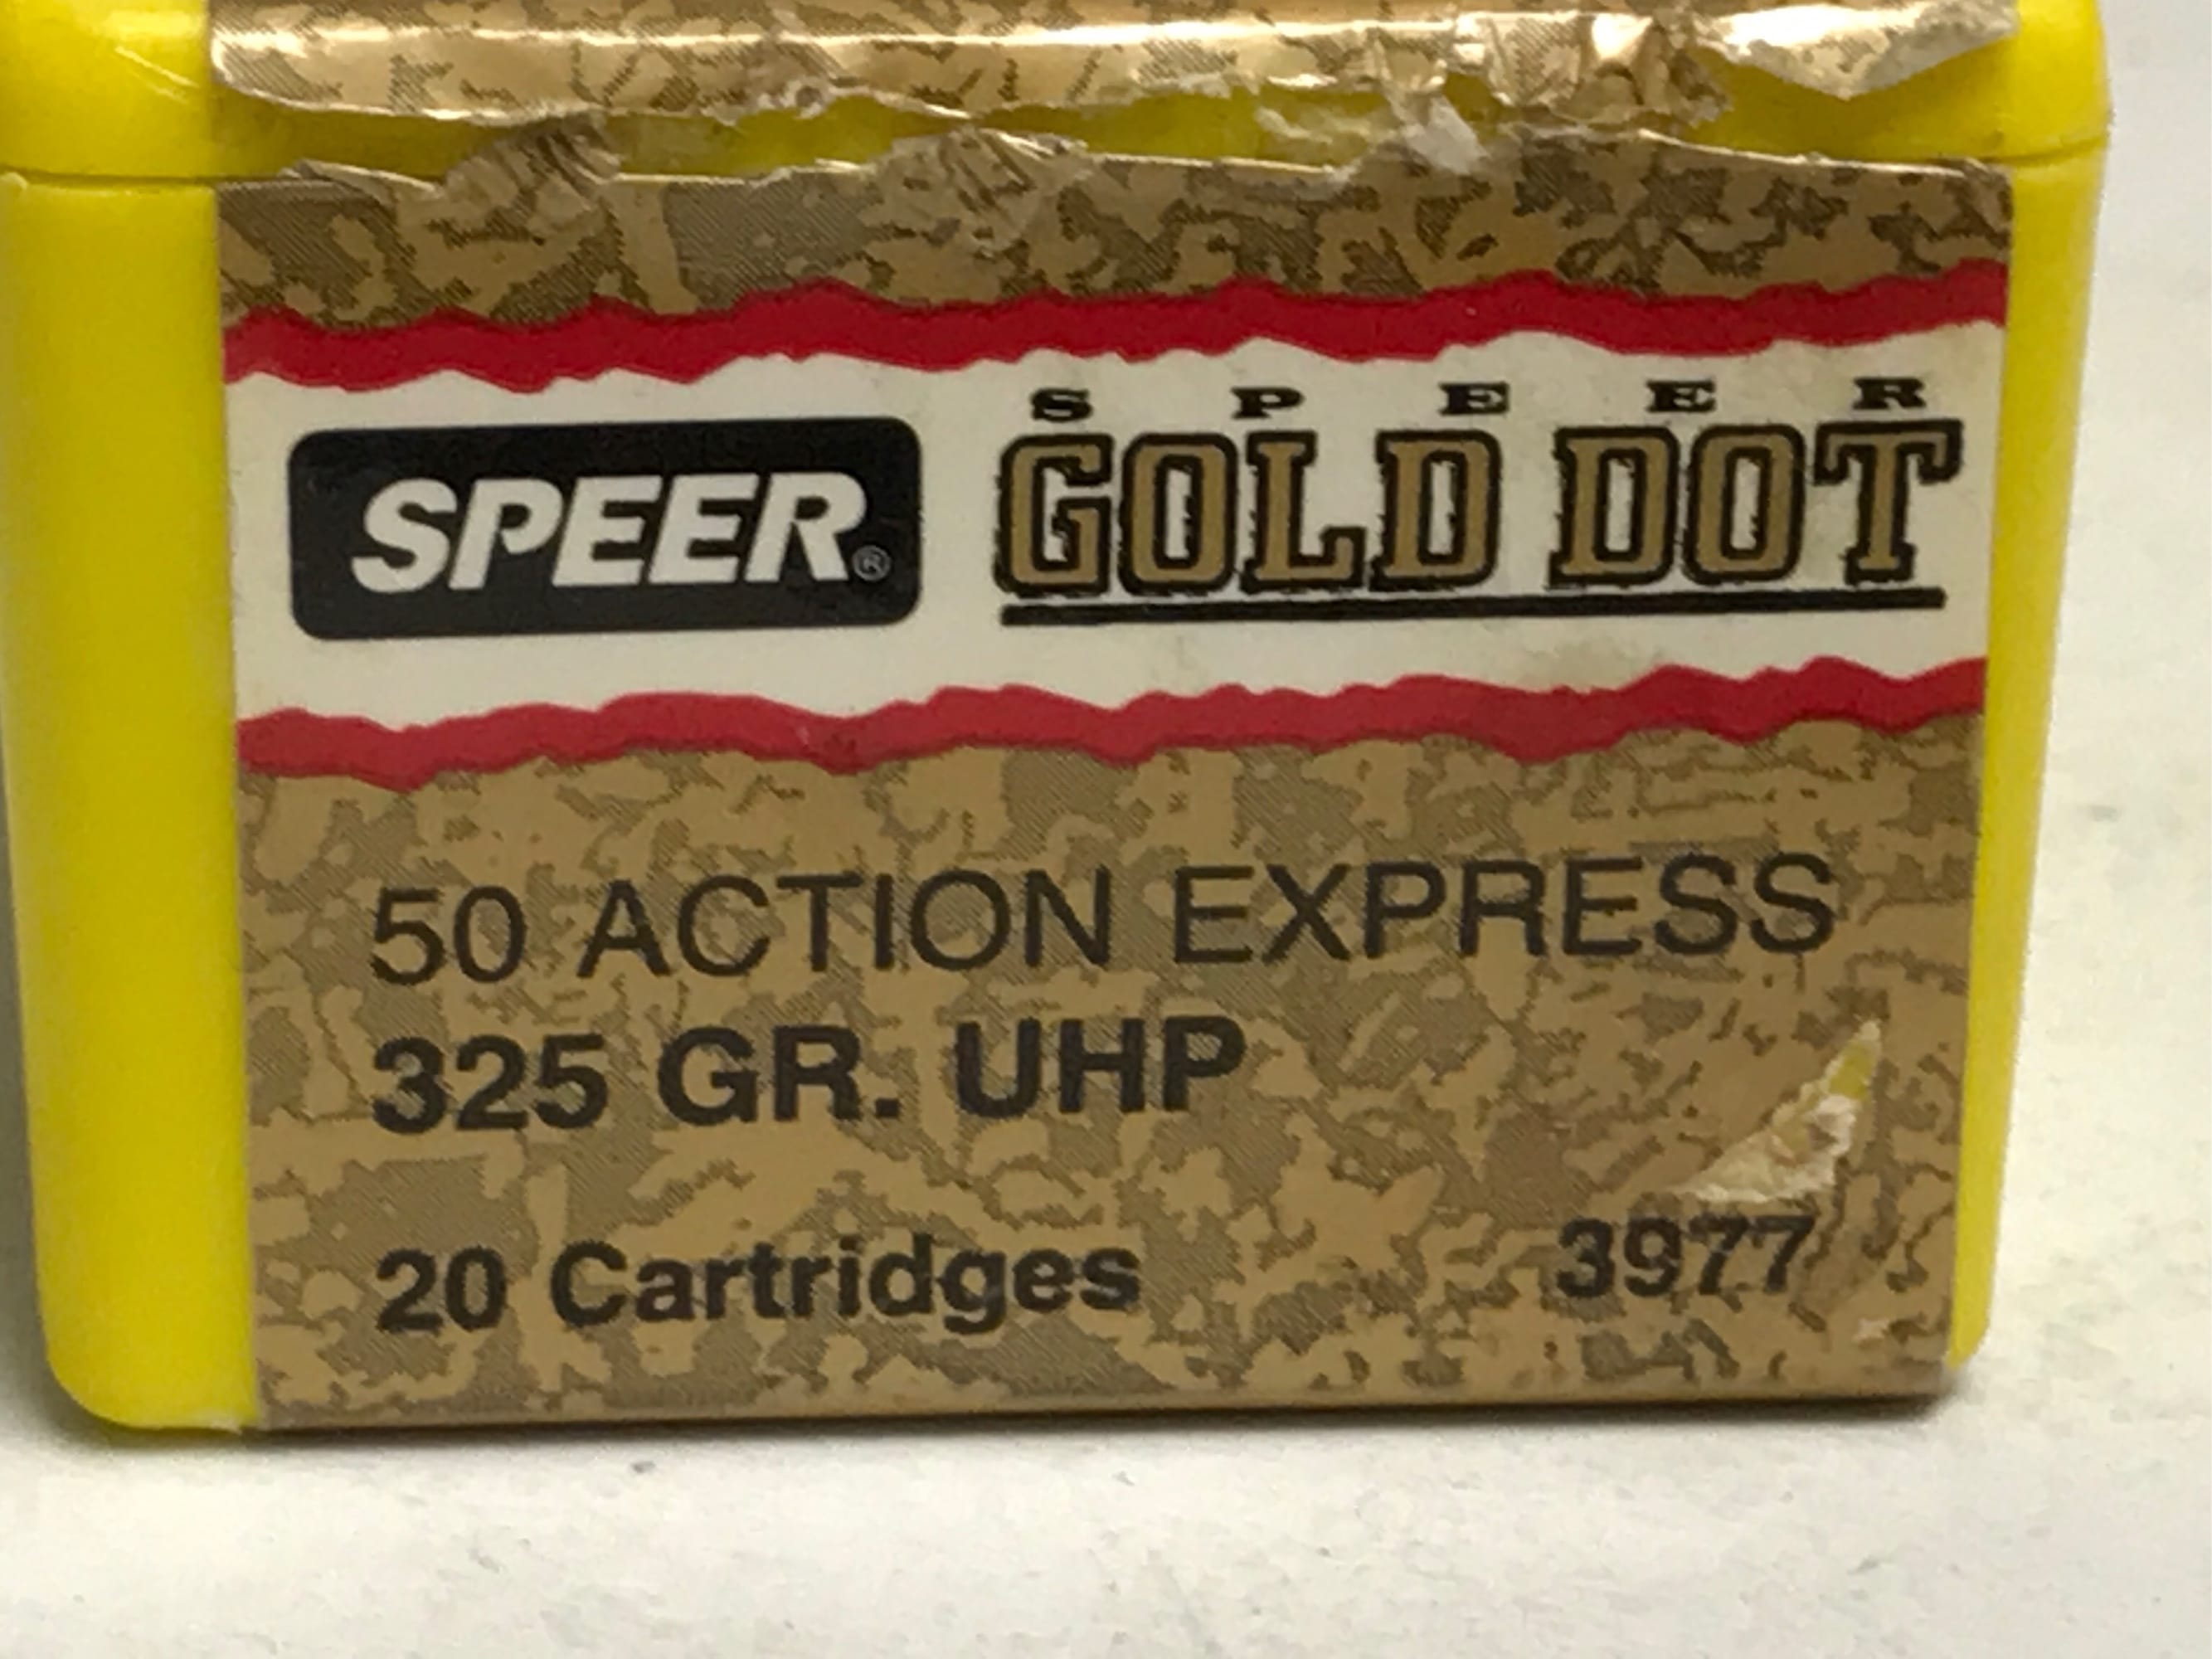 SPEER®
SPEER
GOLD DOT
50 ACTION EXPRESS
325 GR. UHP
20 Cartridges 3977